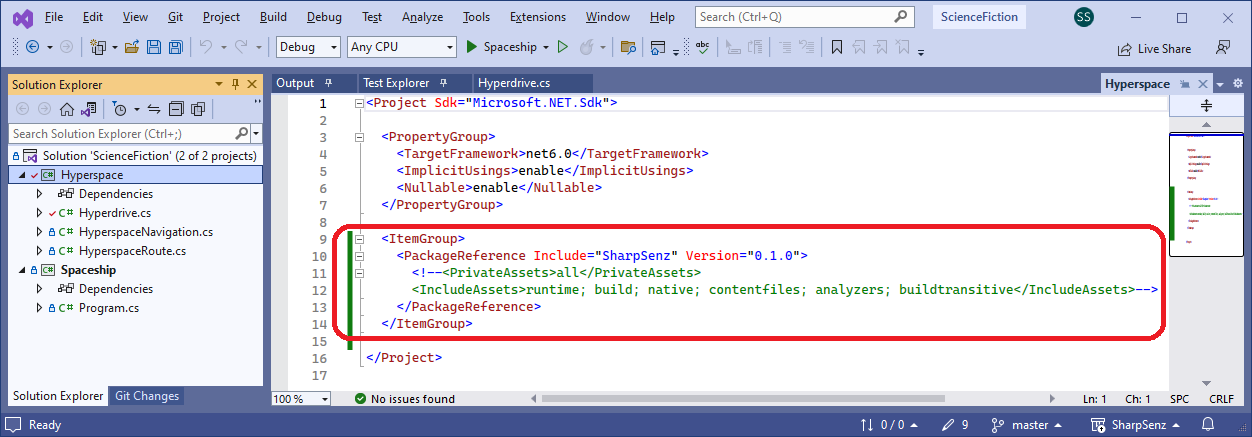 File Edit View Git Project Build Debug Test Analyze Tools Extensions Window Help Search (Ctrl+Q) ScienceFiction SS
Debug Any CPU Spaceship abc Live Share
Solution Explorer
Output Test Explorer Hyperdrive.cs Hyperspace
Search Solution Explorer (Ctrl+;)
Solution 'ScienceFiction' (2 of 2 projects)
C# Hyperspace
Dependencies
C# Hyperdrive.cs
C# HyperspaceNavigation.cs
C# HyperspaceRoute.cs
C# Spaceship
Dependencies
C# Program.cs
Solution Explorer Git Changes
1 <Project Sdk="Microsoft.NET.Sdk">
2
3 <PropertyGroup>
4 <TargetFramework>net6.0</TargetFramework>
5 <ImplicitUsings>enable</ImplicitUsings>
6 <Nullable>enable</Nullable>
7 </PropertyGroup>
8
9 <ItemGroup>
10 <PackageReference Include="SharpSenz" Version="0.1.0">
11 <!--<PrivateAssets>all</PrivateAssets>
12 <IncludeAssets>runtime; build; native; contentfiles; analyzers; buildtransitive</IncludeAssets>-->
13 </PackageReference>
14 </ItemGroup>
15
16 </Project>
17
100 % No issues found Ln: 1 Ch: 1 SPC CRLF
Ready 0 / 0 9 master SharpSenz